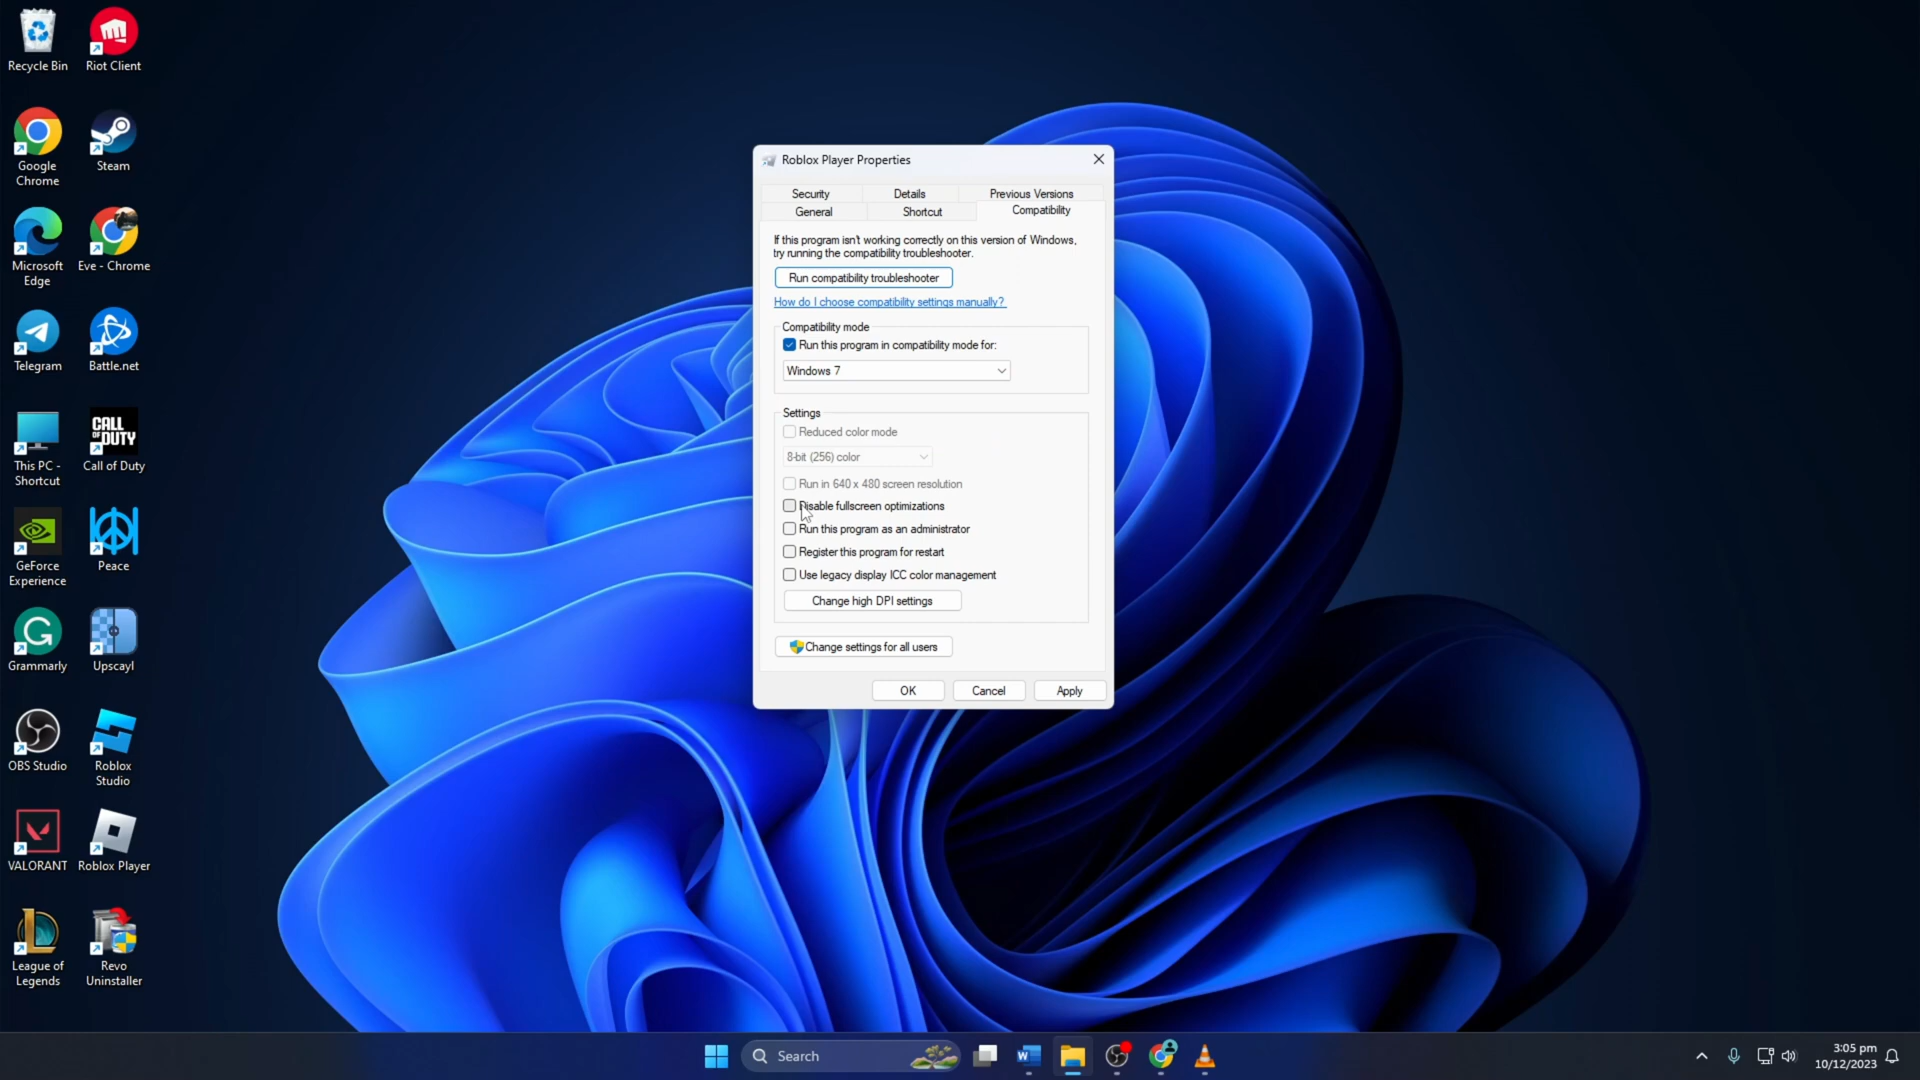 Recycle Bin
Riot Client
Google
Chrome
Steam
Microsoft
Edge
Eve - Chrome
Telegram
Battle.net
This PC -
Shortcut
CALL
OF DUTY
Call of Duty
GeForce
Experience
Peace
Grammarly
Upscayl
OBS Studio
Roblox
Studio
VALORANT
Roblox Player
League of
Legends
Revo
Uninstaller
Roblox Player Properties
Security
Details
Previous Versions
General
Shortcut
Compatibility
If this program isn't working correctly on this version of Windows,
try running the compatibility troubleshooter.
Run compatibility troubleshooter
How do I choose compatibility settings manually?
Compatibility mode
Run this program in compatibility mode for:
Windows 7
Settings
Reduced color mode
8-bit (256) color
Run in 640 x 480 screen resolution
Disable fullscreen optimizations
Run this program as an administrator
Register this program for restart
Use legacy display ICC color management
Change high DPI settings
Change settings for all users
OK
Cancel
Apply
Search
3:05 pm
10/12/2023